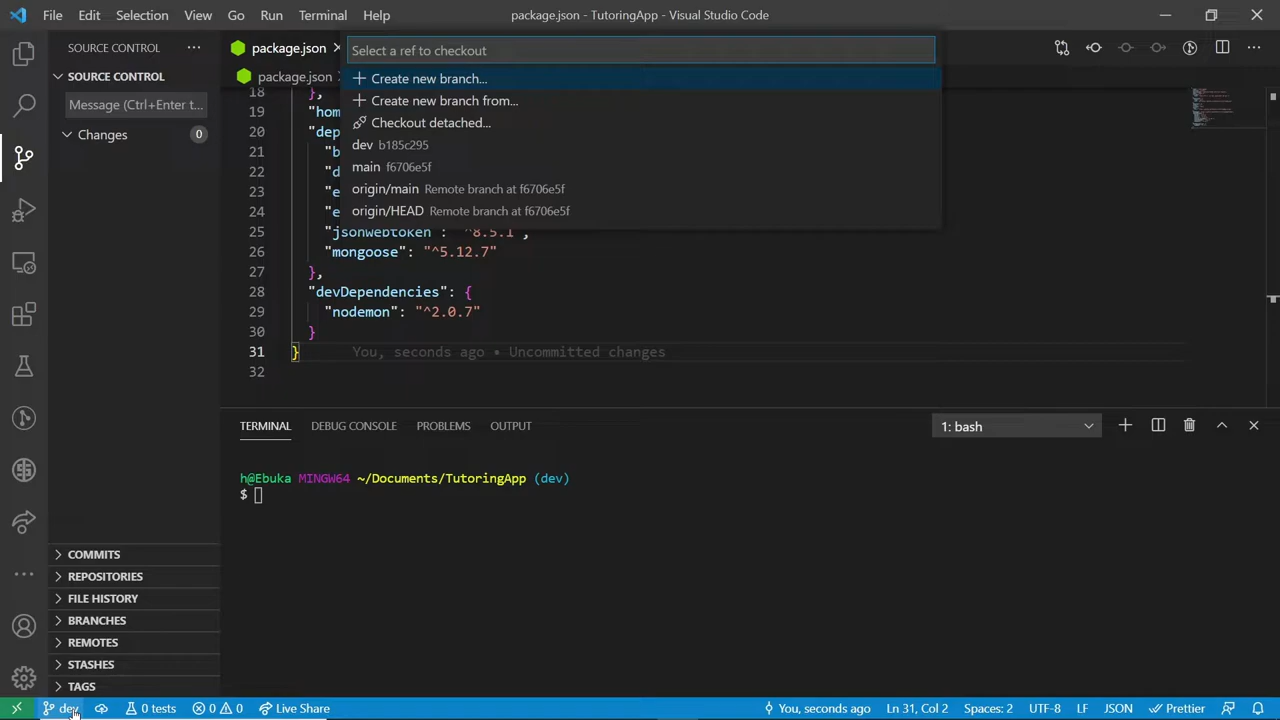 File Edit Selection View Go Run Terminal Help package.json - TutoringApp - Visual Studio Code
SOURCE CONTROL ...
package.json
Select a ref to checkout
SOURCE CONTROL
package.json
Create new branch...
Message (Ctrl+Enter t...
Create new branch from...
Changes 0
Checkout detached...
dev b185c295
main f6706e5f
origin/main Remote branch at f6706e5f
origin/HEAD Remote branch at f6706e5f
18 },
19 "hom
20 "dep
21 "b
22 "d
23 "e
24 "e
25 "jsonwebtoken": "^8.5.1",
26 "mongoose": "^5.12.7"
27 },
28 "devDependencies": {
29 "nodemon": "^2.0.7"
30 }
31 } You, seconds ago • Uncommitted changes
32
TERMINAL DEBUG CONSOLE PROBLEMS OUTPUT 1: bash
h@Ebuka MINGW64 ~/Documents/TutoringApp (dev)
$
COMMITS
REPOSITORIES
FILE HISTORY
BRANCHES
REMOTES
STASHES
TAGS
dev 0 tests 0 0 Live Share You, seconds ago Ln 31, Col 2 Spaces: 2 UTF-8 LF JSON Prettier